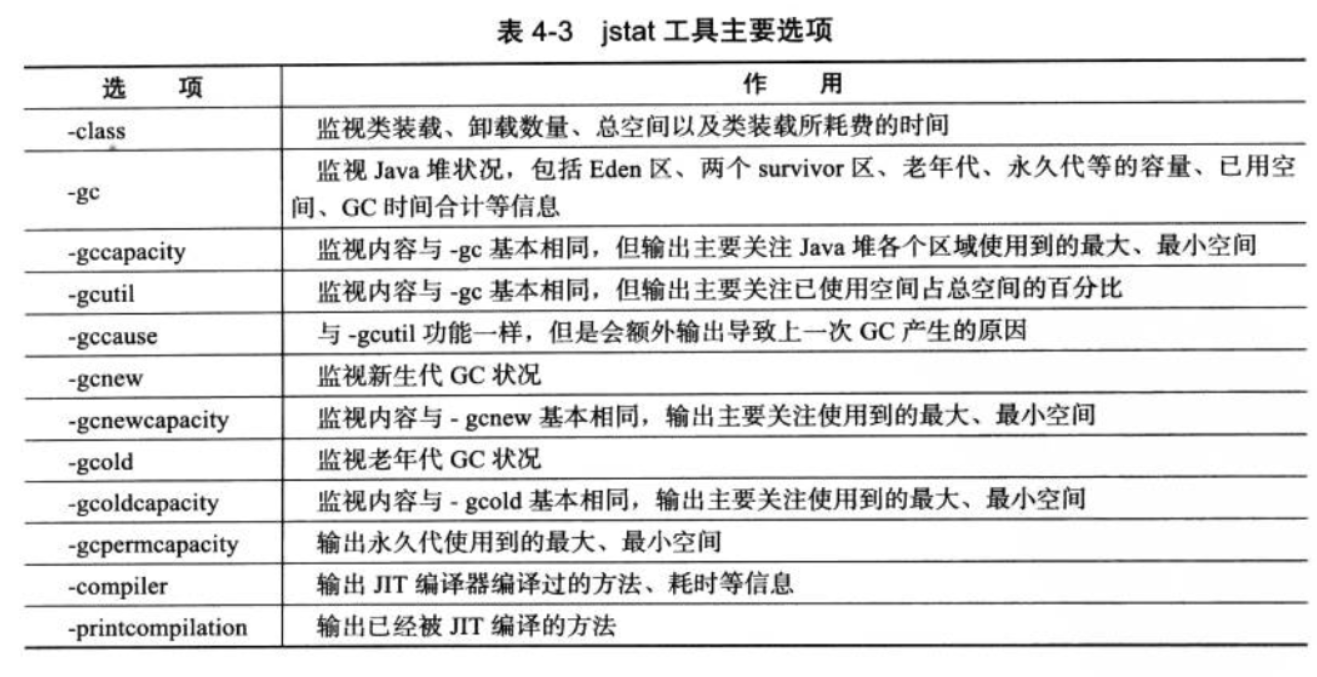 表 4-3 jstat 工具主要选项
选 项 作 用
-class 监视类装载、卸载数量、总空间以及类装载所耗费的时间
-gc 监视 Java 堆状况，包括 Eden 区、两个 survivor 区、老年代、永久代等的容量、已用空
间、GC 时间合计等信息
-gccapacity 监视内容与 -gc 基本相同，但输出主要关注 Java 堆各个区域使用到的最大、最小空间
-gcutil 监视内容与 -gc 基本相同，但输出主要关注已使用空间占总空间的百分比
-gccause 与 -gcutil 功能一样，但是会额外输出导致上一次 GC 产生的原因
-gcnew 监视新生代 GC 状况
-gcnewcapacity 监视内容与 - gcnew 基本相同，输出主要关注使用到的最大、最小空间
-gcold 监视老年代 GC 状况
-gcoldcapacity 监视内容与 - gcold 基本相同，输出主要关注使用到的最大、最小空间
-gcpermcapacity 输出永久代使用到的最大、最小空间
-compiler 输出 JIT 编译器编译过的方法、耗时等信息
-printcompilation 输出已经被 JIT 编译的方法